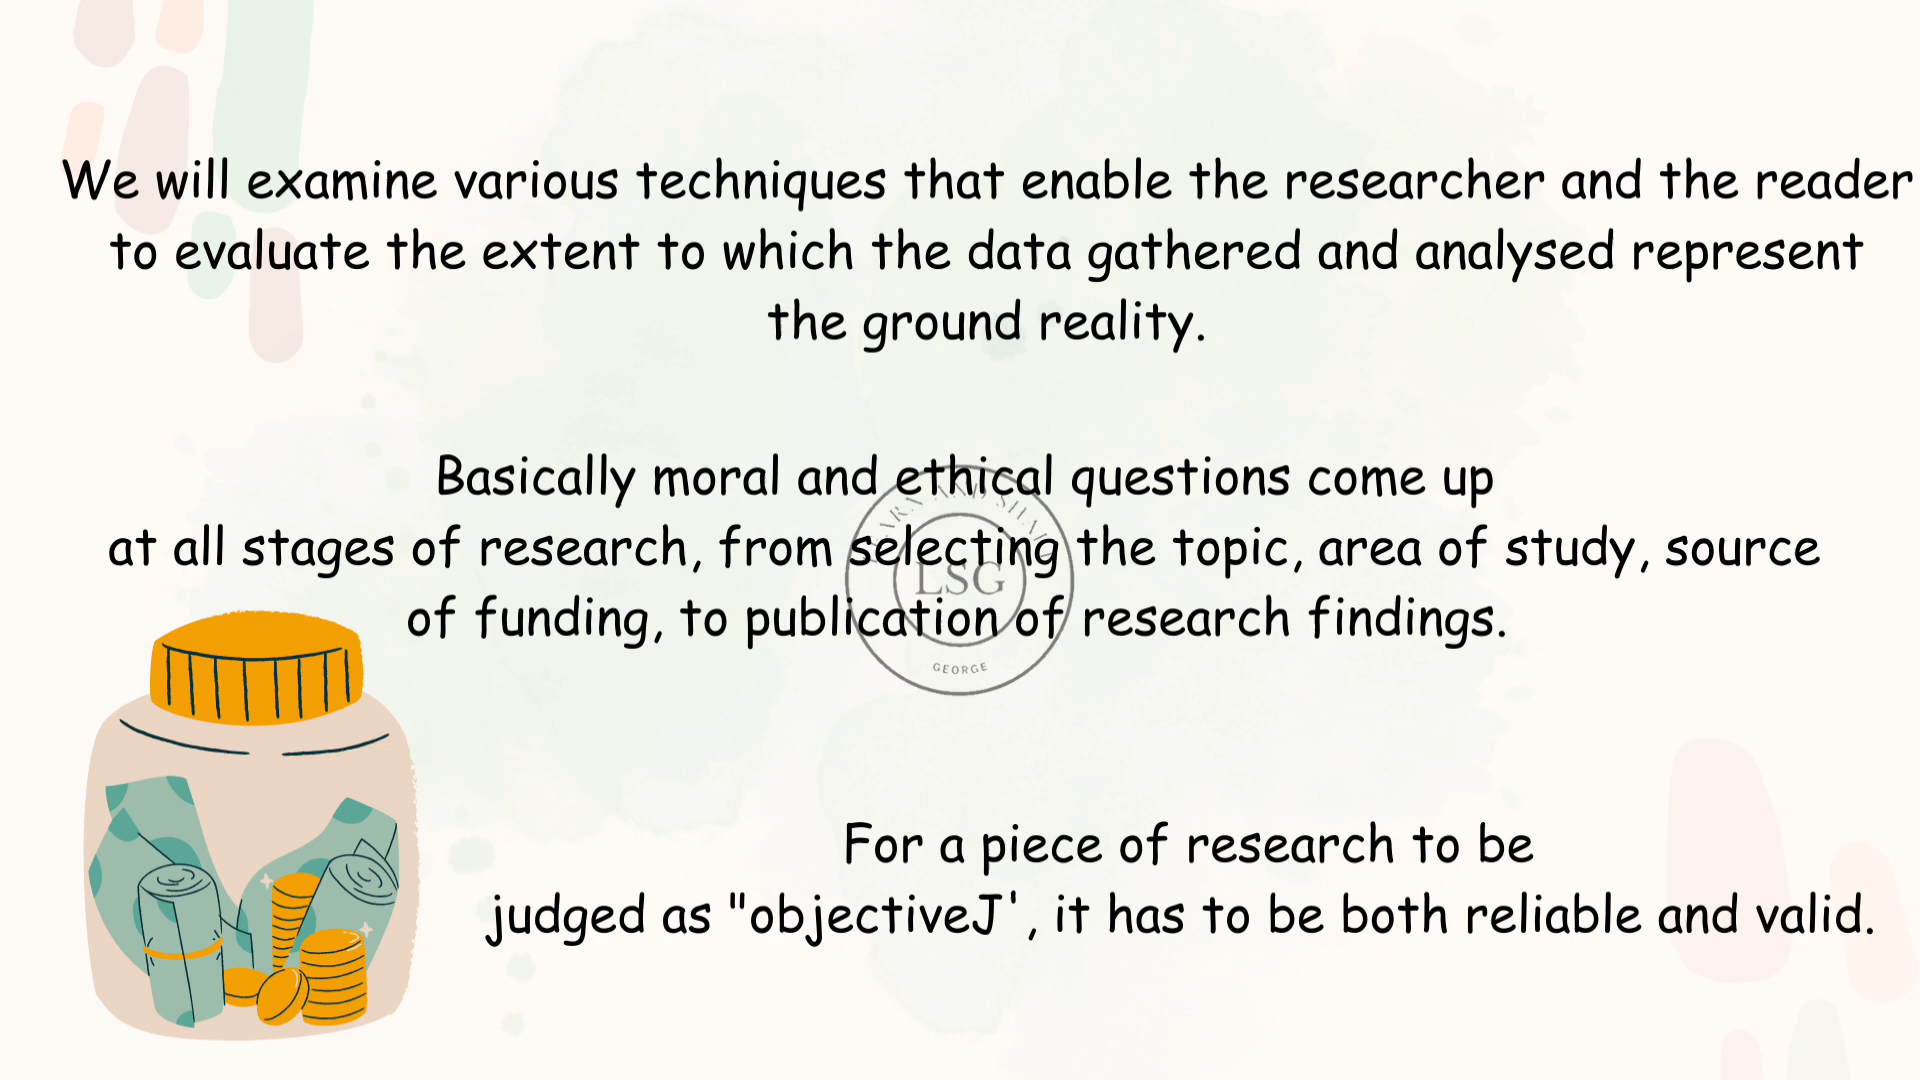 We will examine various techniques that enable the researcher and the reader
to evaluate the extent to which the data gathered and analysed represent
the ground reality.
Basically moral and ethical questions come up
at all stages of research, from selecting the topic, area of study, source
of funding, to publication of research findings.
LEARN AND SHARE
LSG
GEORGE
For a piece of research to be
judged as "objectiveJ', it has to be both reliable and valid.